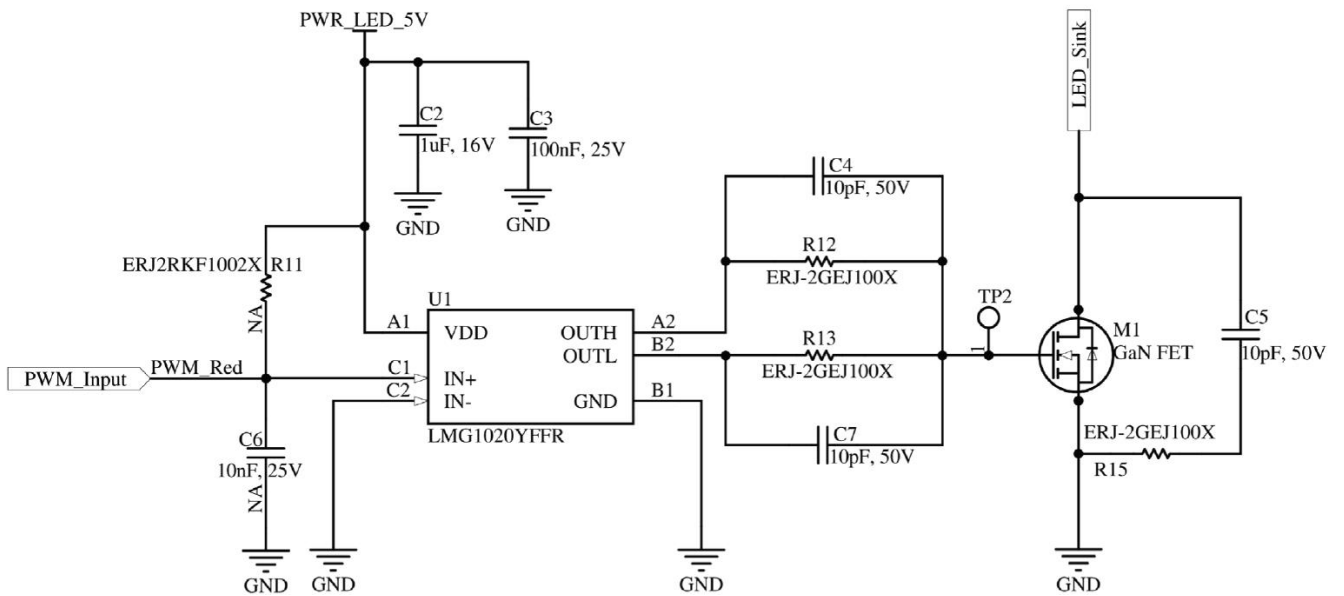 PWR_LED_5V
LED_Sink
C2
1uF, 16V
C3
100nF, 25V
GND
GND
C4
10pF, 50V
R12
ERJ-2GEJ100X
ERJ2RKF1002X R11
NA
U1
A1
VDD
OUTH
A2
OUTL
B2
R13
ERJ-2GEJ100X
TP2
1
M1
GaN FET
C5
10pF, 50V
PWM_Input
PWM_Red
C1
IN+
C2
IN-
GND
B1
LMG1020YFFR
C7
10pF, 50V
ERJ-2GEJ100X
R15
C6
10nF, 25V
NA
GND
GND
GND
GND